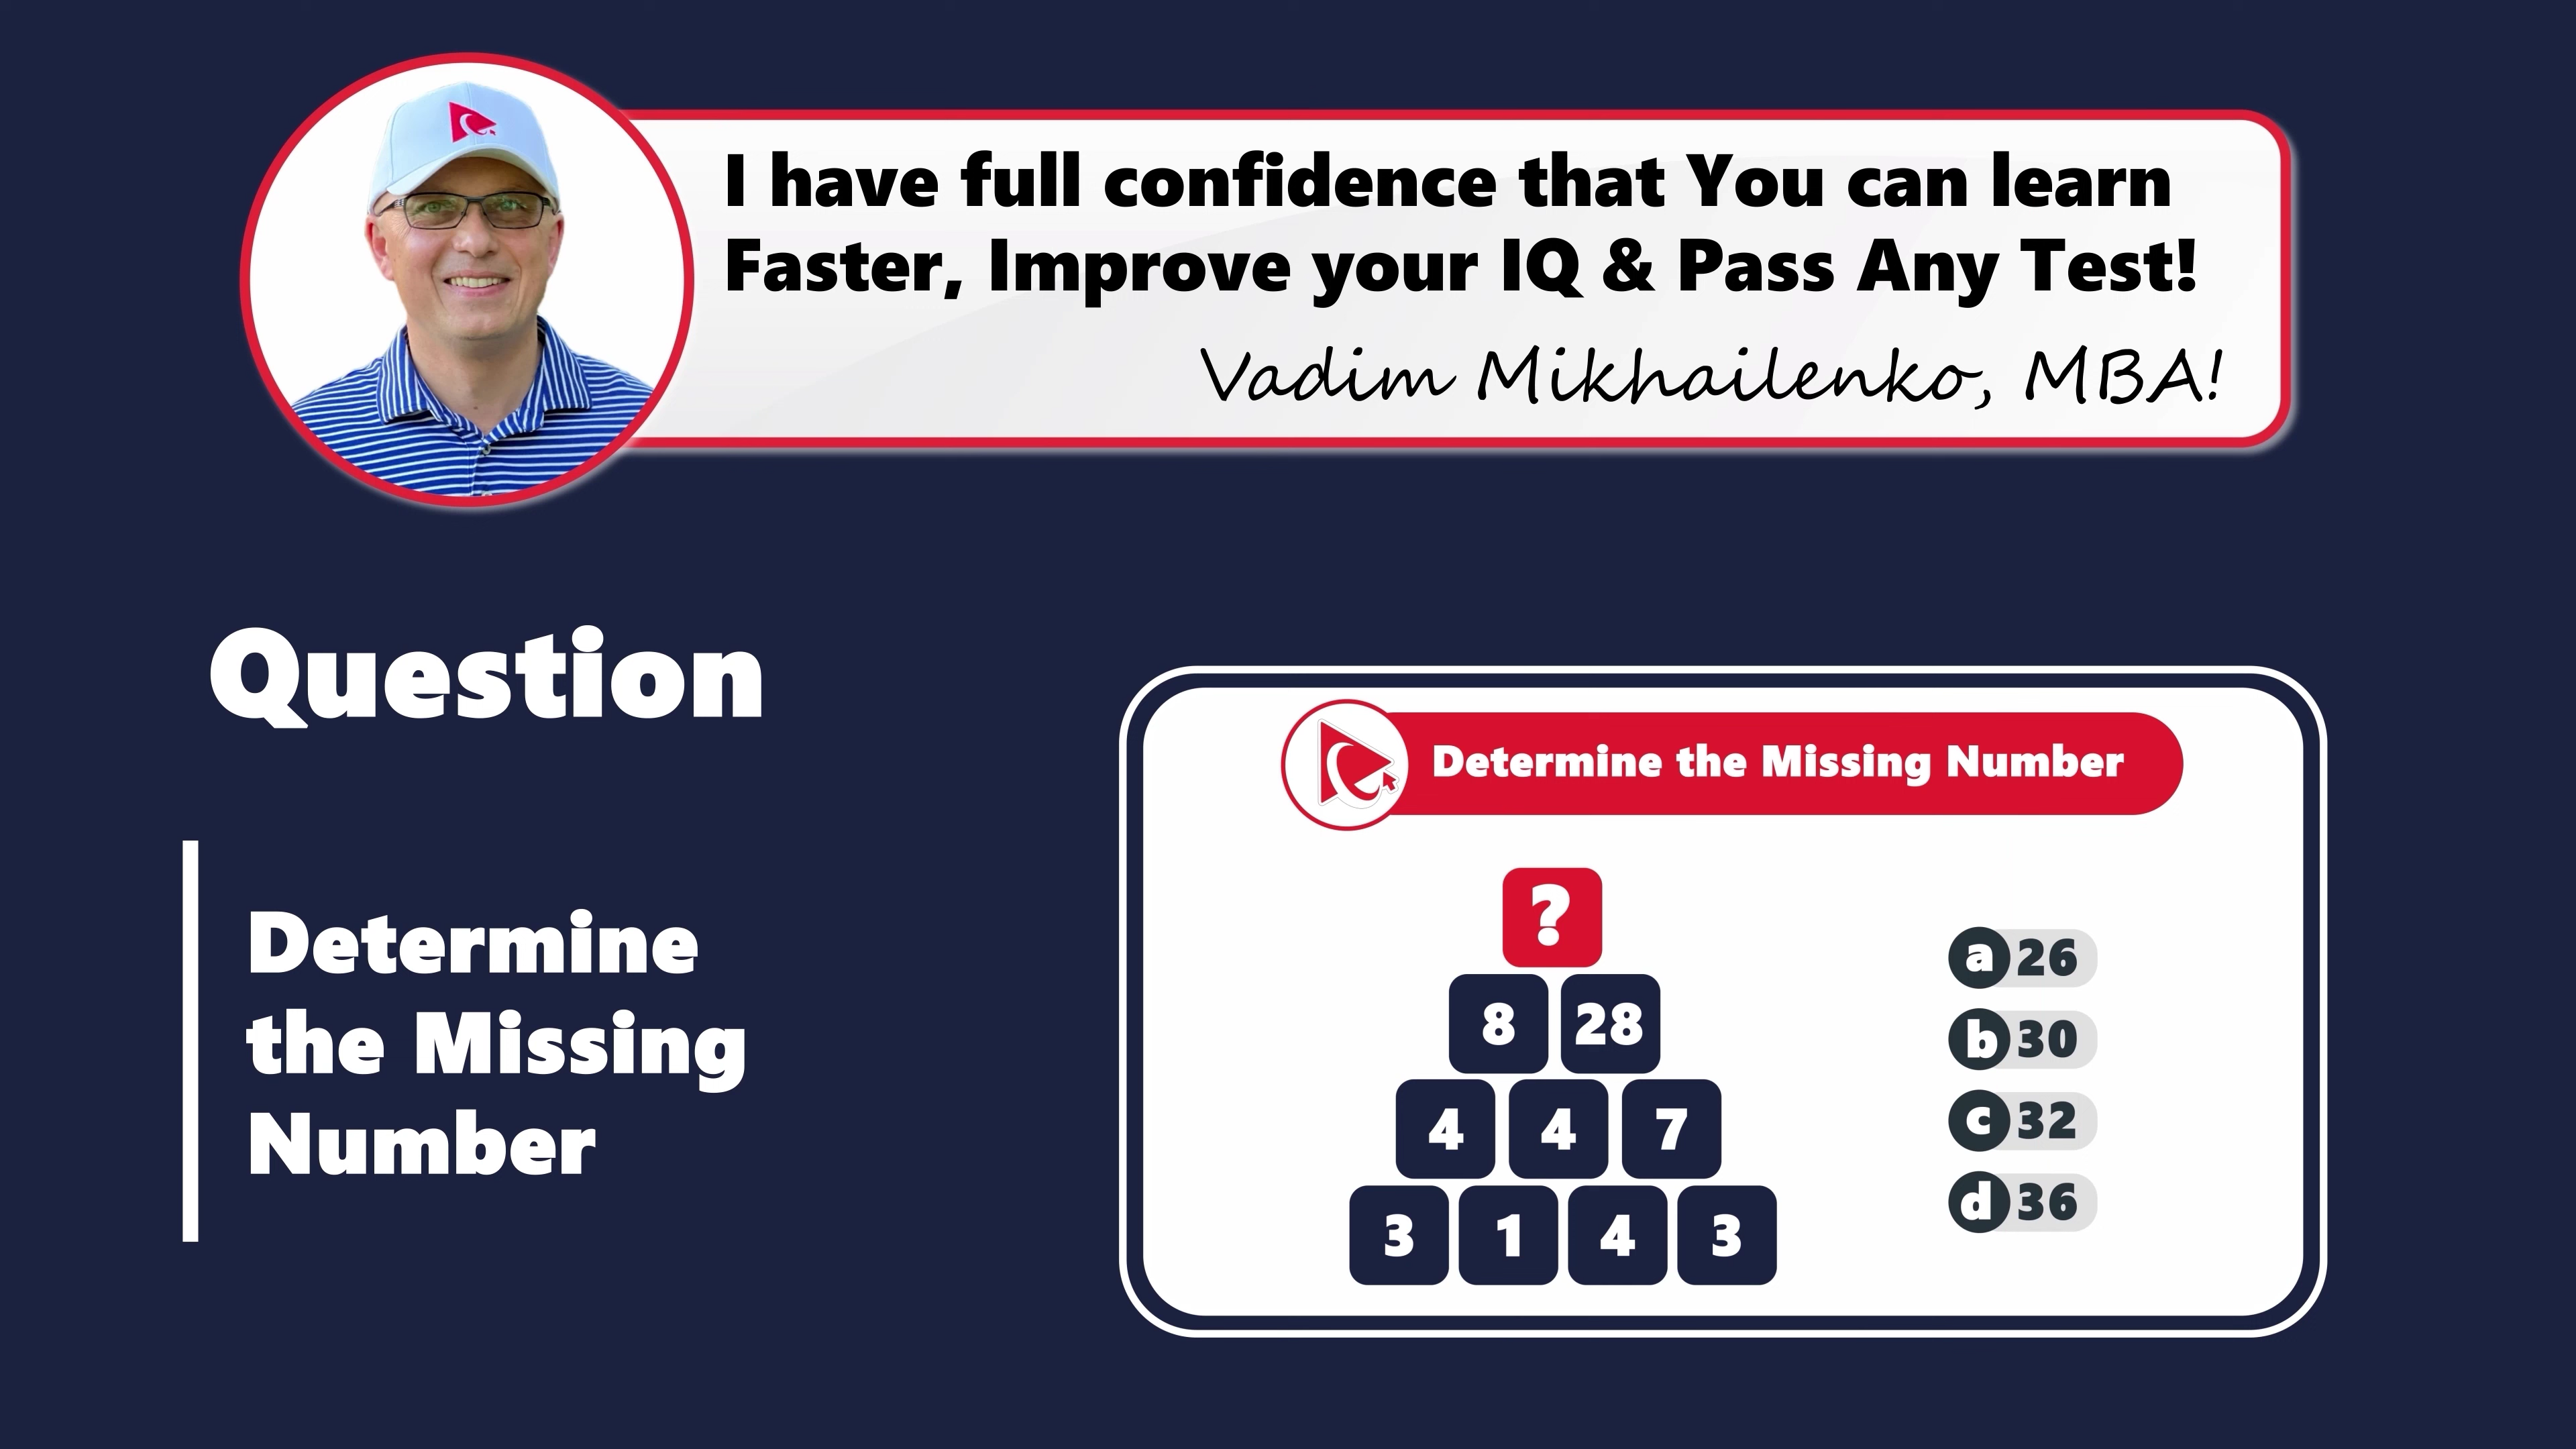 I have full confidence that You can learn
Faster, Improve your IQ & Pass Any Test!
Vadim Mikhailenko, MBA!
Question
Determine
the Missing
Number
Determine the Missing Number
?
8 28
4 4 7
3 1 4 3
a 26
b 30
c 32
d 36